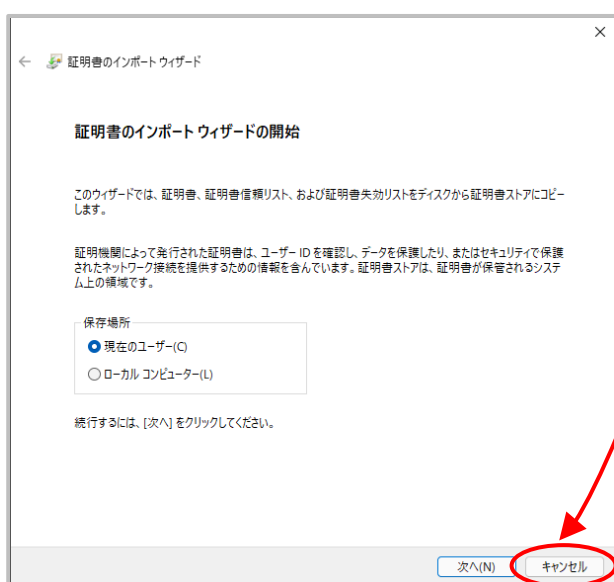 証明書のインポート ウィザード
証明書のインポート ウィザードの開始
このウィザードでは、証明書、証明書信頼リスト、および証明書失効リストをディスクから証明書ストアにコピー
します。
証明機関によって発行された証明書は、ユーザー ID を確認し、データを保護したり、またはセキュリティで保護
されたネットワーク接続を提供するための情報を含んでいます。証明書ストアは、証明書が保管されるシステ
ム上の領域です。
保存場所
現在のユーザー(C)
ローカル コンピューター(L)
続行するには、[次へ] をクリックしてください。
次へ(N)
キャンセル